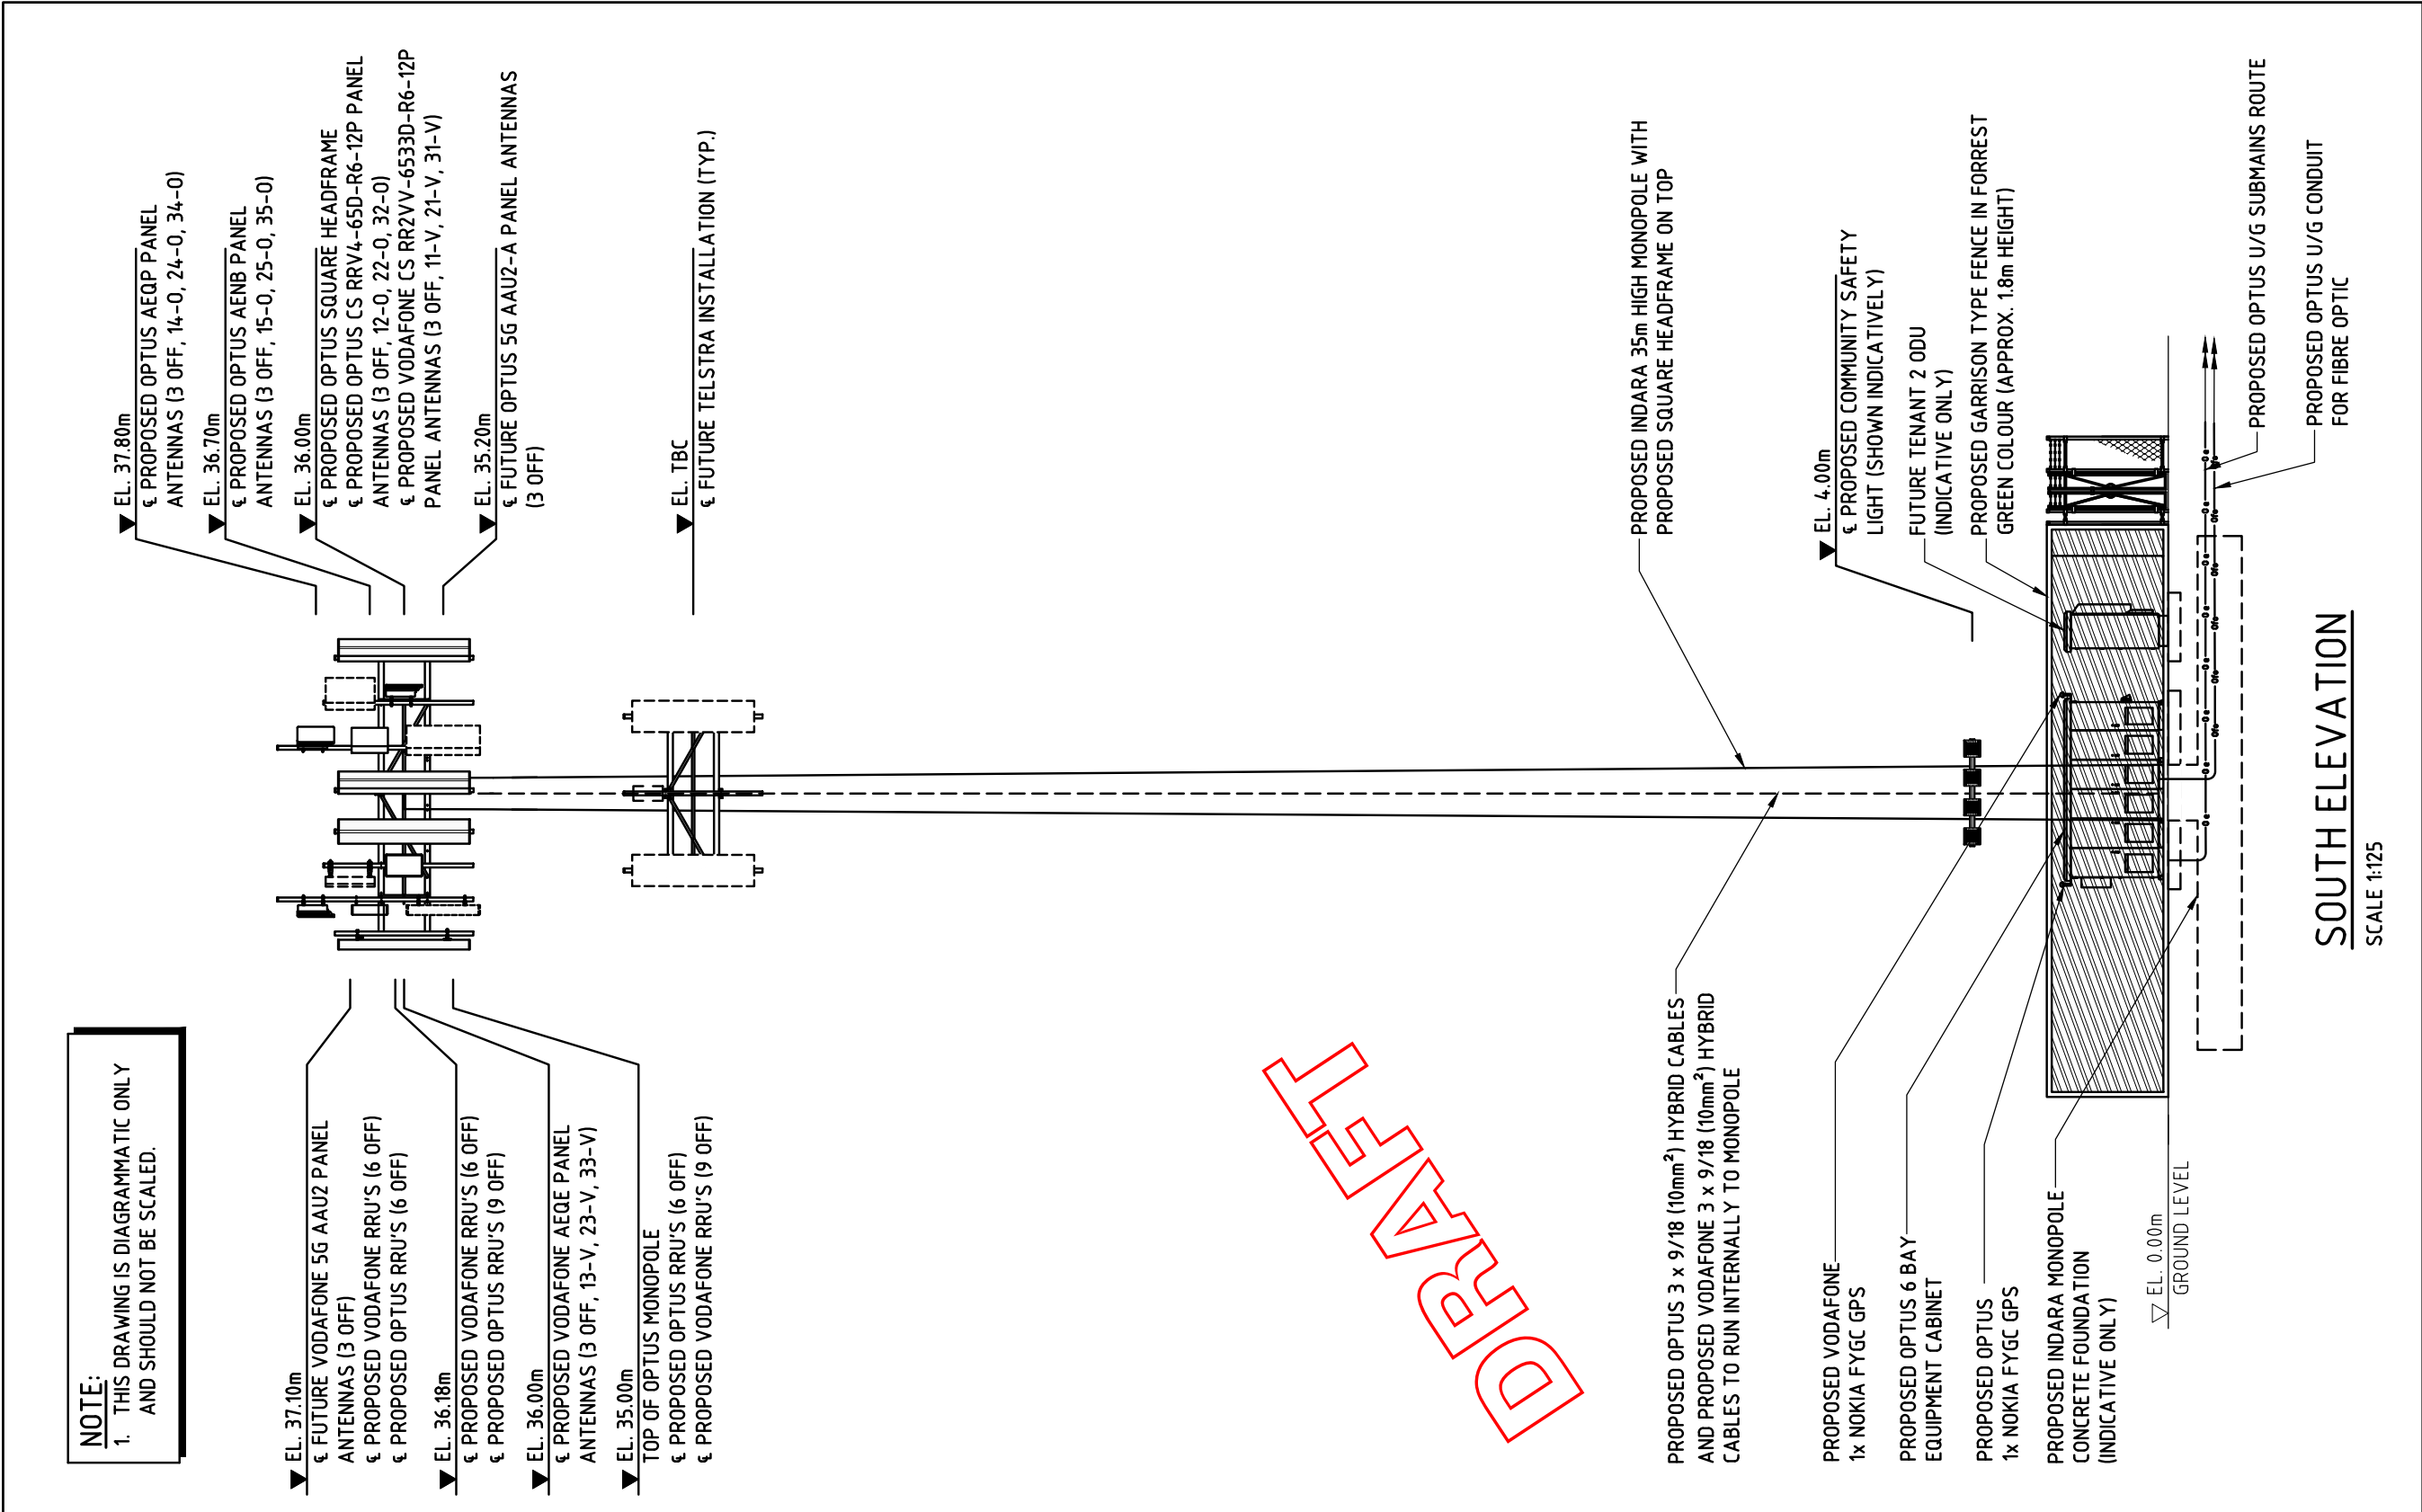 NOTE:
1. THIS DRAWING IS DIAGRAMMATIC ONLY
AND SHOULD NOT BE SCALED.
EL. 37.10m
℄ FUTURE VODAFONE 5G AAU2 PANEL
ANTENNAS (3 OFF)
℄ PROPOSED VODAFONE RRU'S (6 OFF)
℄ PROPOSED OPTUS RRU'S (6 OFF)
EL. 36.18m
℄ PROPOSED VODAFONE RRU'S (6 OFF)
℄ PROPOSED OPTUS RRU'S (9 OFF)
EL. 36.00m
℄ PROPOSED VODAFONE AEQE PANEL
ANTENNAS (3 OFF, 13-V, 23-V, 33-V)
EL. 35.00m
TOP OF OPTUS MONOPOLE
℄ PROPOSED OPTUS RRU'S (6 OFF)
℄ PROPOSED VODAFONE RRU'S (9 OFF)
EL. 37.80m
℄ PROPOSED OPTUS AEQP PANEL
ANTENNAS (3 OFF, 14-O, 24-O, 34-O)
EL. 36.70m
℄ PROPOSED OPTUS AENB PANEL
ANTENNAS (3 OFF, 15-O, 25-O, 35-O)
EL. 36.00m
℄ PROPOSED OPTUS SQUARE HEADFRAME
℄ PROPOSED OPTUS CS RRV4-65D-R6-12P PANEL
ANTENNAS (3 OFF, 12-O, 22-O, 32-O)
℄ PROPOSED VODAFONE CS RR2VV-6533D-R6-12P
PANEL ANTENNAS (3 OFF, 11-V, 21-V, 31-V)
EL. 35.20m
℄ FUTURE OPTUS 5G AAU2-A PANEL ANTENNAS
(3 OFF)
EL. TBC
℄ FUTURE TELSTRA INSTALLATION (TYP.)
DRAFT
PROPOSED OPTUS 3 x 9/18 (10mm²) HYBRID CABLES
AND PROPOSED VODAFONE 3 x 9/18 (10mm²) HYBRID
CABLES TO RUN INTERNALLY TO MONOPOLE
PROPOSED VODAFONE
1x NOKIA FYGC GPS
PROPOSED OPTUS 6 BAY
EQUIPMENT CABINET
PROPOSED OPTUS
1x NOKIA FYGC GPS
PROPOSED INDARA MONOPOLE
CONCRETE FOUNDATION
(INDICATIVE ONLY)
EL. 0.00m
GROUND LEVEL
PROPOSED INDARA 35m HIGH MONOPOLE WITH
PROPOSED SQUARE HEADFRAME ON TOP
EL. 4.00m
℄ PROPOSED COMMUNITY SAFETY
LIGHT (SHOWN INDICATIVELY)
FUTURE TENANT 2 ODU
(INDICATIVE ONLY)
PROPOSED GARRISON TYPE FENCE IN FORREST
GREEN COLOUR (APPROX. 1.8m HEIGHT)
PROPOSED OPTUS U/G SUBMAINS ROUTE
PROPOSED OPTUS U/G CONDUIT
FOR FIBRE OPTIC
SOUTH ELEVATION
SCALE 1:125